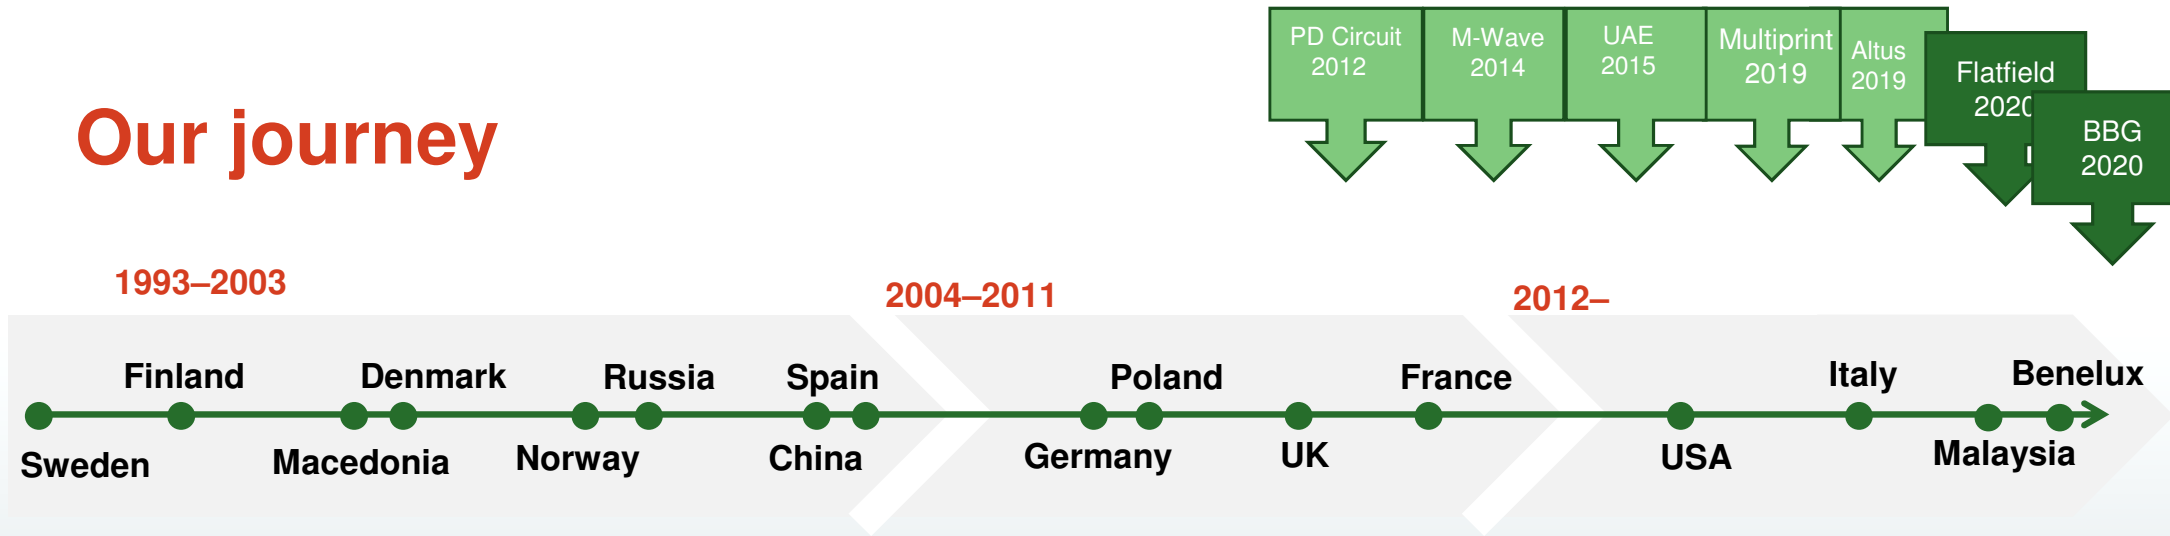 Our journey
PD Circuit
2012
M-Wave
2014
UAE
2015
Multiprint
2019
Altus
2019
Flatfield
2020
BBG
2020
1993–2003
2004–2011
2012–
Finland
Denmark
Russia
Spain
Poland
France
Italy
Benelux
Sweden
Macedonia
Norway
China
Germany
UK
USA
Malaysia